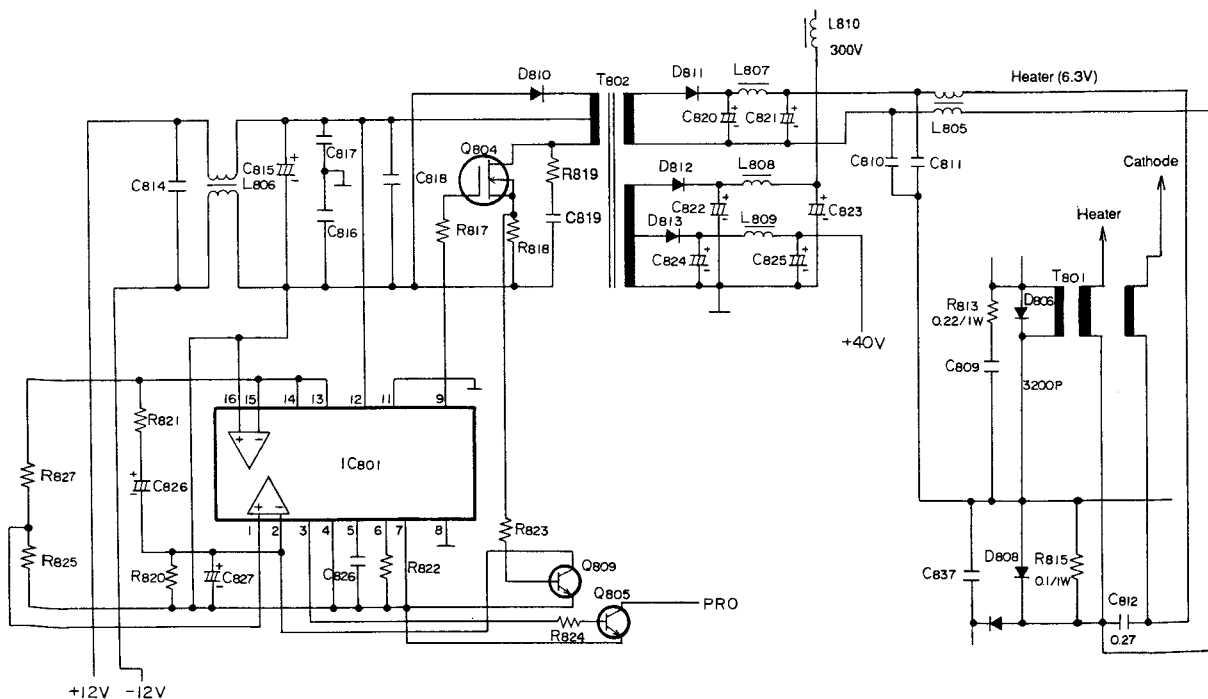 L810
300V
D810
T802
D811
L807
Heater (6.3V)
C820
C821
L805
C817
Q804
C815
L806
C814
C818
R819
D812
L808
C810
C811
Cathode
C822
C823
R817
R818
C819
D813
L809
Heater
C816
C824
C825
T801
R813
0.22/1W
D806
+40V
C809
3200P
16 15 14 13 12 11 9
R821
IC801
R827
C826
1 2 3 4 5 6 7 8
R823
R825
R820
C827
C826
R822
Q809
D808
R815
0.1/1W
C837
Q805
PRO
C812
R824
0.27
+12V
-12V
+
-
+
-
+
-
+
-
+
-
+
-
+
-
+
-
+
-
+
-
+
-
+
-